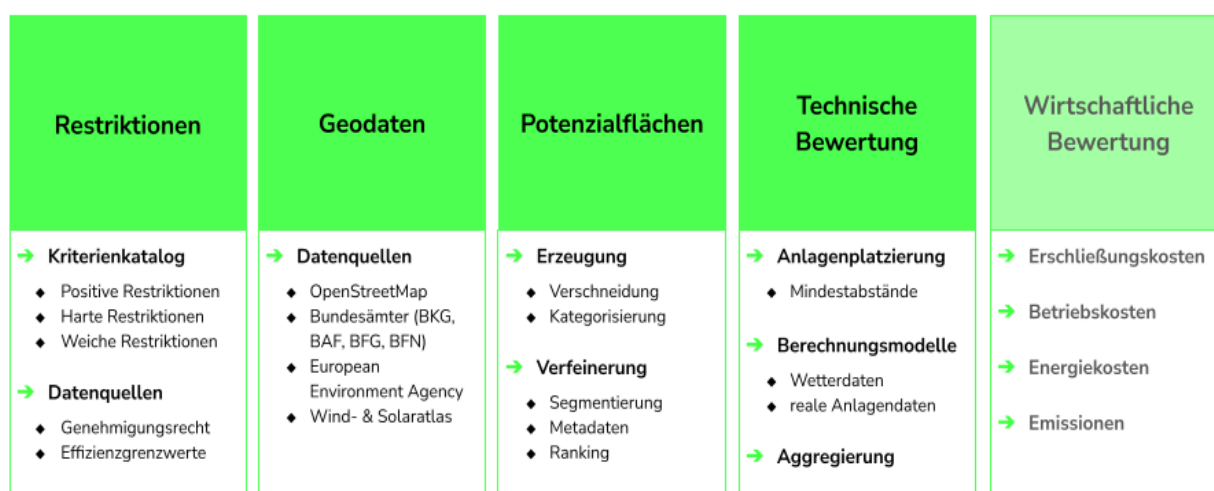 Restriktionen
Kriterienkatalog
Positive Restriktionen
Harte Restriktionen
Weiche Restriktionen
Datenquellen
Genehmigungsrecht
Effizienzgrenzwerte
Geodaten
Datenquellen
OpenStreetMap
Bundesämter (BKG,
BAF, BFG, BFN)
European
Environment Agency
Wind- & Solaratlas
Potenzialflächen
Erzeugung
Verschneidung
Kategorisierung
Verfeinerung
Segmentierung
Metadaten
Ranking
Technische
Bewertung
Anlagenplatzierung
Mindestabstände
Berechnungsmodelle
Wetterdaten
reale Anlagendaten
Aggregierung
Wirtschaftliche
Bewertung
Erschließungskosten
Betriebskosten
Energiekosten
Emissionen